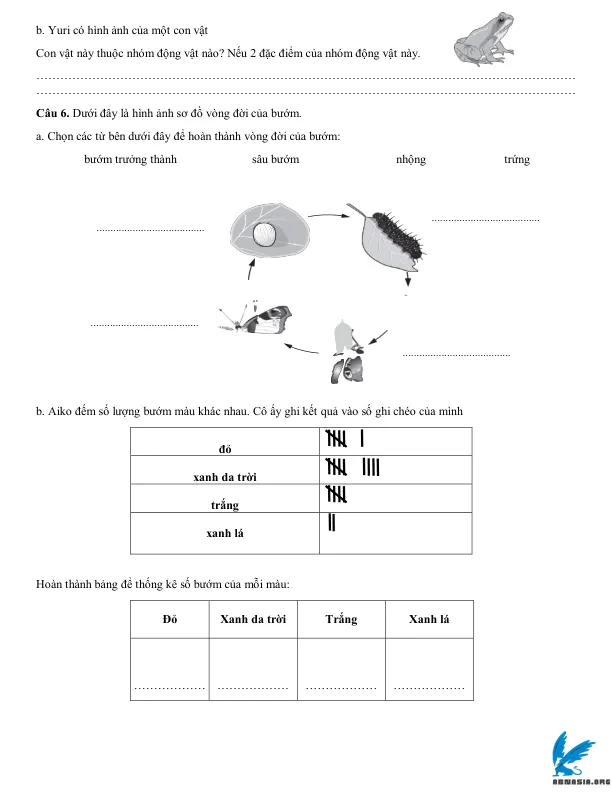 b. Yuri có hình ảnh của một con vật
Con vật này thuộc nhóm động vật nào? Nếu 2 đặc điểm của nhóm động vật này.
Câu 6. Dưới đây là hình ảnh sơ đồ vòng đời của bướm.
a. Chọn các từ bên dưới đây để hoàn thành vòng đời của bướm:
bướm trưởng thành sâu bướm nhộng trứng
b. Aiko đếm số lượng bướm màu khác nhau. Cô ấy ghi kết quả vào sổ ghi chéo của mình
đỏ
xanh da trời
trắng
xanh lá
Hoàn thành bảng để thống kê số bướm của mỗi màu:
Đỏ Xanh da trời Trắng Xanh lá
ABNASIA.ORG